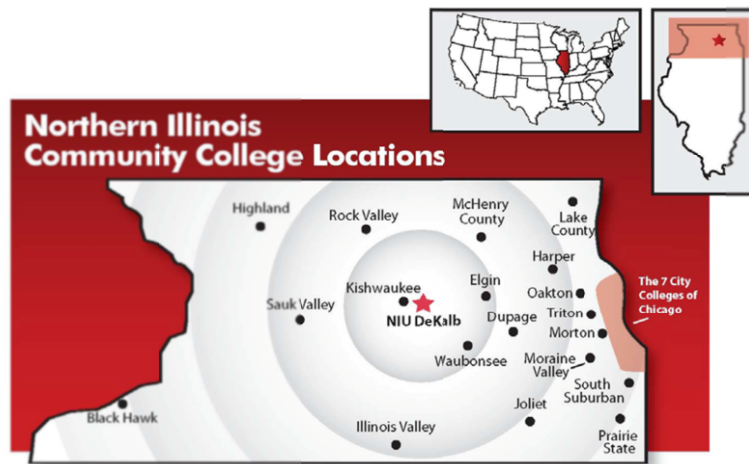 Northern Illinois
Community College Locations
Highland
Rock Valley
McHenry
County
Lake
County
Harper
Kishwaukee
Elgin
Oakton
The 7 City
Colleges of
Chicago
Sauk Valley
NIU DeKalb
Dupage
Triton
Morton
Waubonsee
Moraine
Valley
South
Suburban
Black Hawk
Illinois Valley
Joliet
Prairie
State